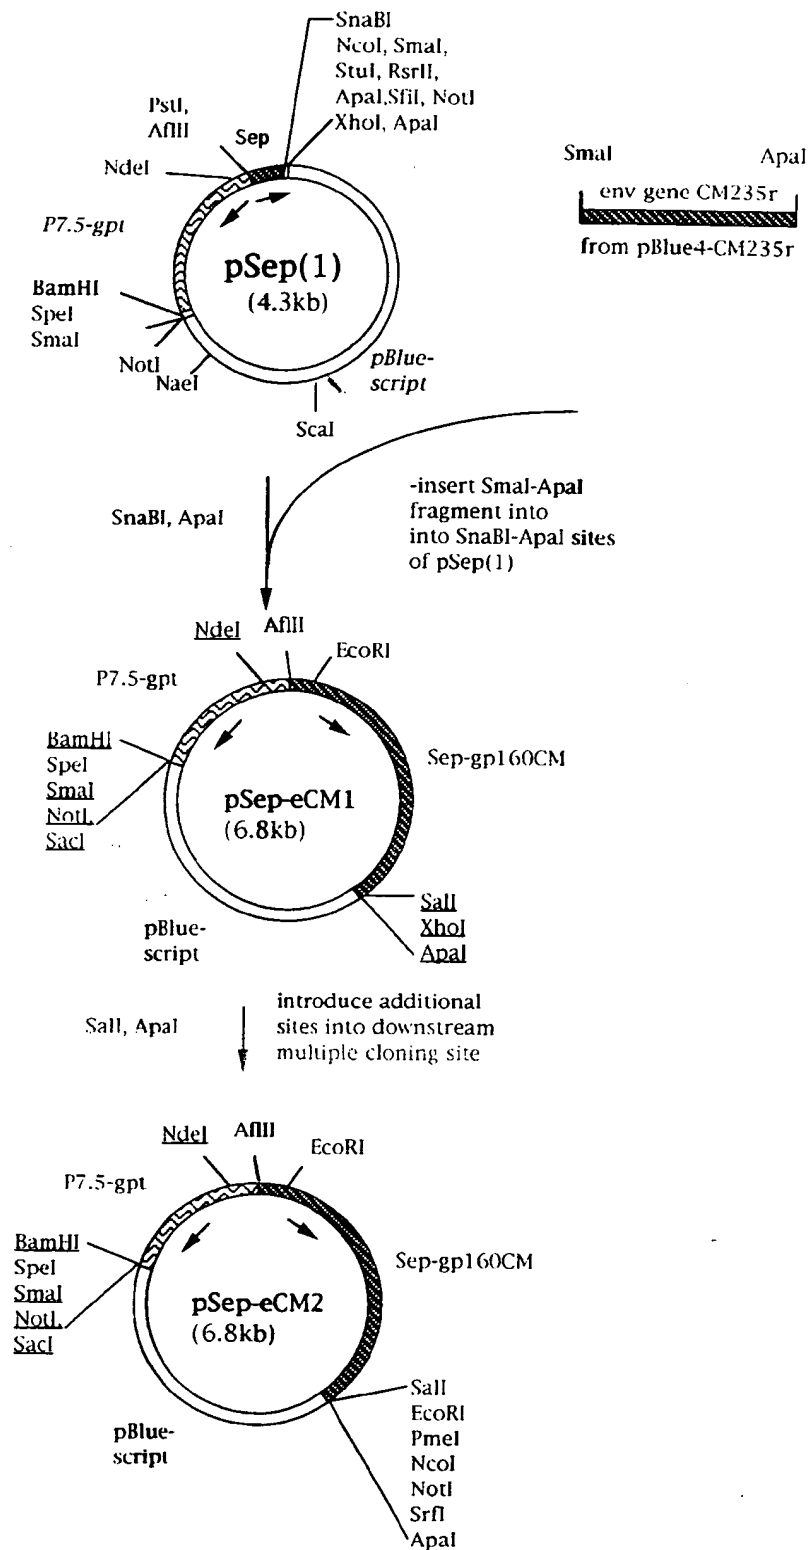 SnaBI
NcoI, SmaI,
StuI, RsrII,
ApaI,SfiI, NotI
XhoI, ApaI
PstI,
AflII
Sep
NdeI
P7.5-gpt
pSep(1)
(4.3kb)
BamHI
SpeI
SmaI
NotI
NaeI
pBlue-
script
ScaI
SmaI ApaI
env gene CM235r
from pBlue4-CM235r
SnaBI, ApaI
-insert SmaI-ApaI
fragment into
into SnaBI-ApaI sites
of pSep(1)
NdeI
AflII
EcoRI
P7.5-gpt
BamHI
SpeI
SmaI
NotI,
SacI
pSep-eCM1
(6.8kb)
Sep-gp160CM
SalI
XhoI
ApaI
pBlue-
script
SalI, ApaI
introduce additional
sites into downstream
multiple cloning site
NdeI
AflII
EcoRI
P7.5-gpt
BamHI
SpeI
SmaI
NotI,
SacI
pSep-eCM2
(6.8kb)
Sep-gp160CM
pBlue-
script
SalI
EcoRI
PmeI
NcoI
NotI
SrfI
ApaI